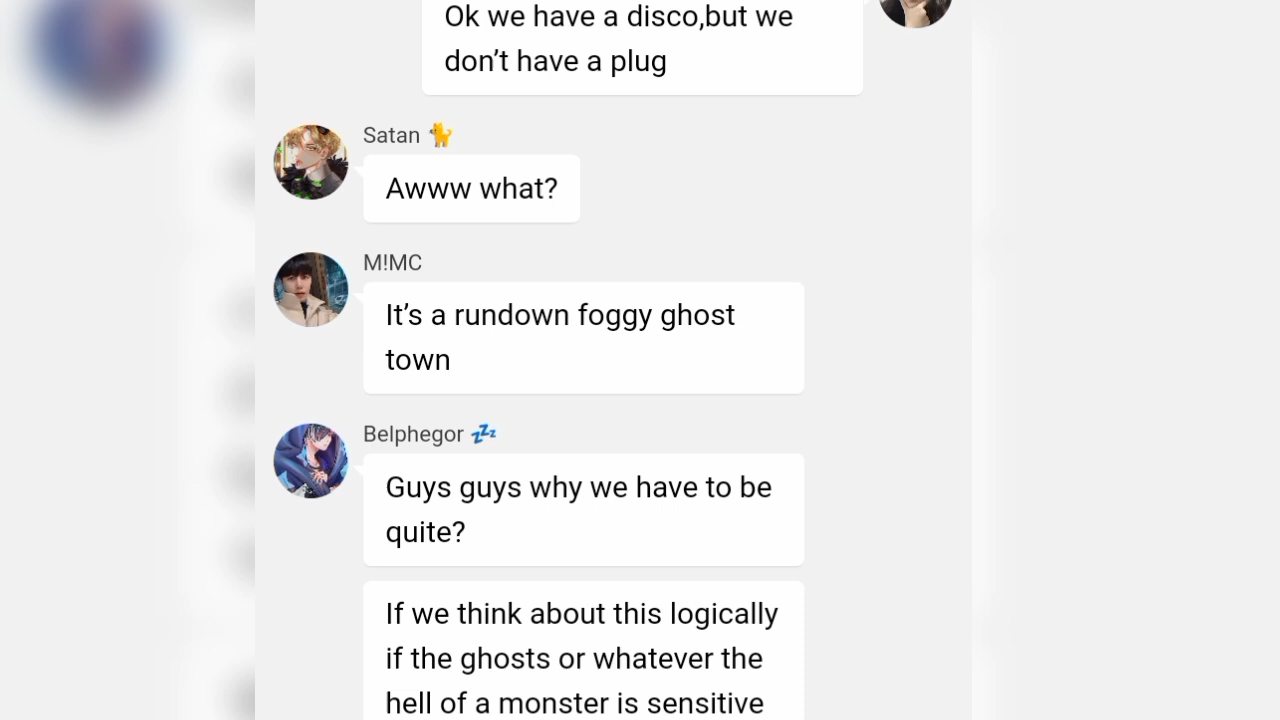 Ok we have a disco,but we
don’t have a plug
Satan 🐈
Awww what?
M!MC
It’s a rundown foggy ghost
town
Belphegor 💤
Guys guys why we have to be
quite?
If we think about this logically
if the ghosts or whatever the
hell of a monster is sensitive